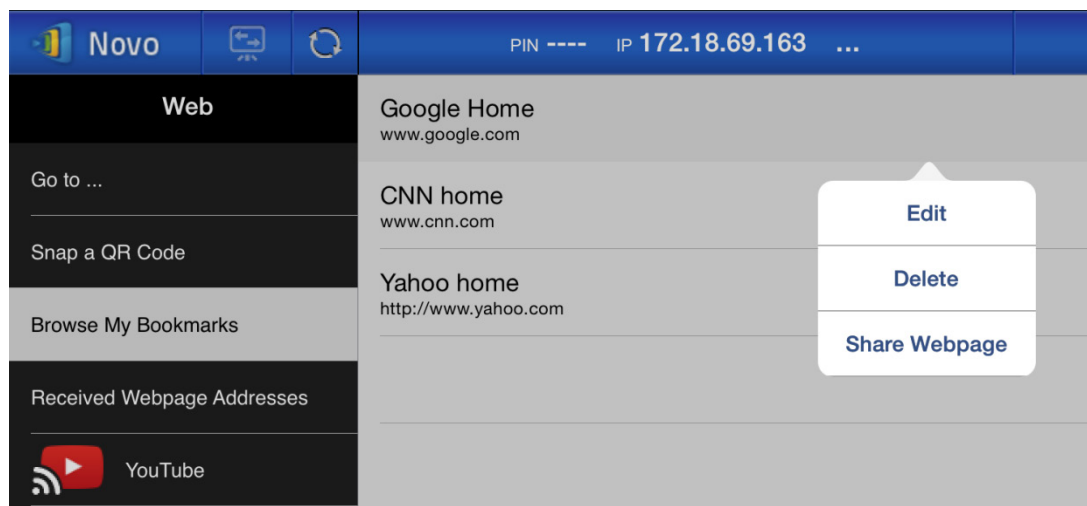 Novo
PIN ---- IP 172.18.69.163 ...
Web
Go to ...
Snap a QR Code
Browse My Bookmarks
Received Webpage Addresses
YouTube
Google Home
www.google.com
CNN home
www.cnn.com
Yahoo home
http://www.yahoo.com
Edit
Delete
Share Webpage